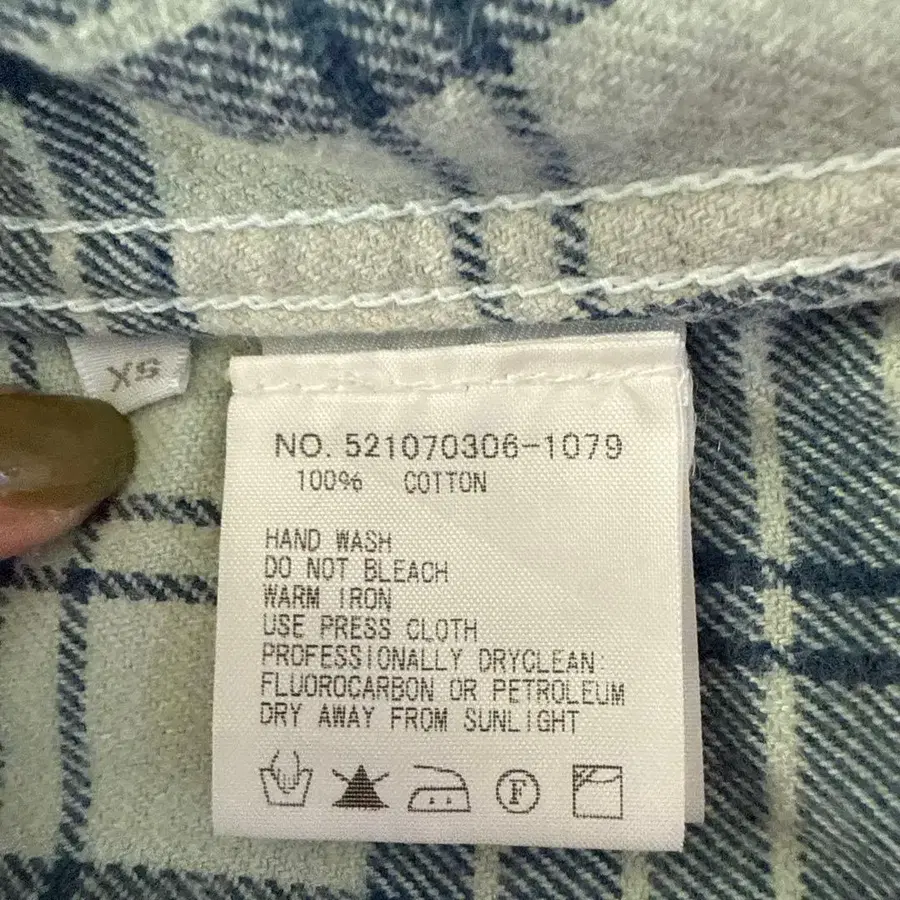 XS
NO. 521070306-1079
100% COTTON
HAND WASH
DO NOT BLEACH
WARM IRON
USE PRESS CLOTH
PROFESSIONALLY DRYCLEAN:
FLUOROCARBON OR PETROLEUM
DRY AWAY FROM SUNLIGHT
F